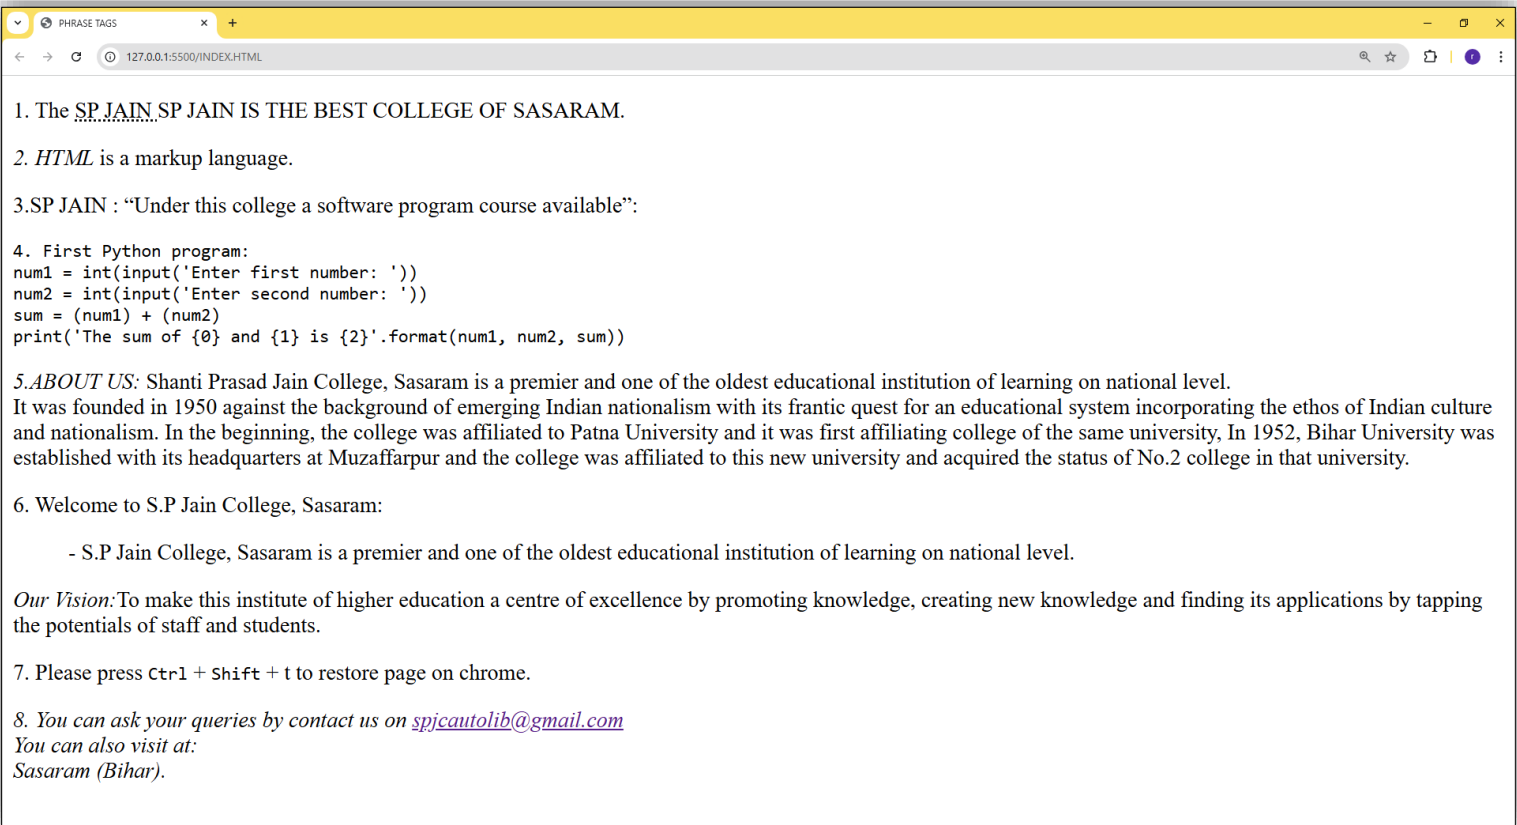 PHRASE TAGS
127.0.0.1:5500/INDEX.HTML
r
1. The SP JAIN SP JAIN IS THE BEST COLLEGE OF SASARAM.
2. HTML is a markup language.
3.SP JAIN : “Under this college a software program course available”:
4. First Python program:
num1 = int(input('Enter first number: '))
num2 = int(input('Enter second number: '))
sum = (num1) + (num2)
print('The sum of {0} and {1} is {2}'.format(num1, num2, sum))
5.ABOUT US: Shanti Prasad Jain College, Sasaram is a premier and one of the oldest educational institution of learning on national level.
It was founded in 1950 against the background of emerging Indian nationalism with its frantic quest for an educational system incorporating the ethos of Indian culture
and nationalism. In the beginning, the college was affiliated to Patna University and it was first affiliating college of the same university, In 1952, Bihar University was
established with its headquarters at Muzaffarpur and the college was affiliated to this new university and acquired the status of No.2 college in that university.
6. Welcome to S.P Jain College, Sasaram:
- S.P Jain College, Sasaram is a premier and one of the oldest educational institution of learning on national level.
Our Vision:To make this institute of higher education a centre of excellence by promoting knowledge, creating new knowledge and finding its applications by tapping
the potentials of staff and students.
7. Please press Ctrl + Shift + t to restore page on chrome.
8. You can ask your queries by contact us on spjcautolib@gmail.com
You can also visit at:
Sasaram (Bihar).